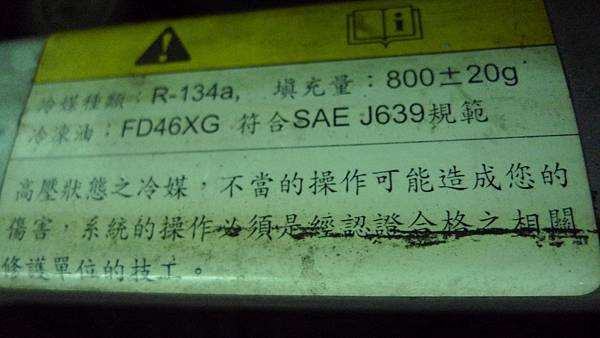 冷媒種類：R-134a, 填充量：800±20g
冷凍油：FD46XG 符合SAE J639規範
高壓狀態之冷媒，不當的操作可能造成您的
傷害，系統的操作必須是經認證合格之相關
修護單位的技工。